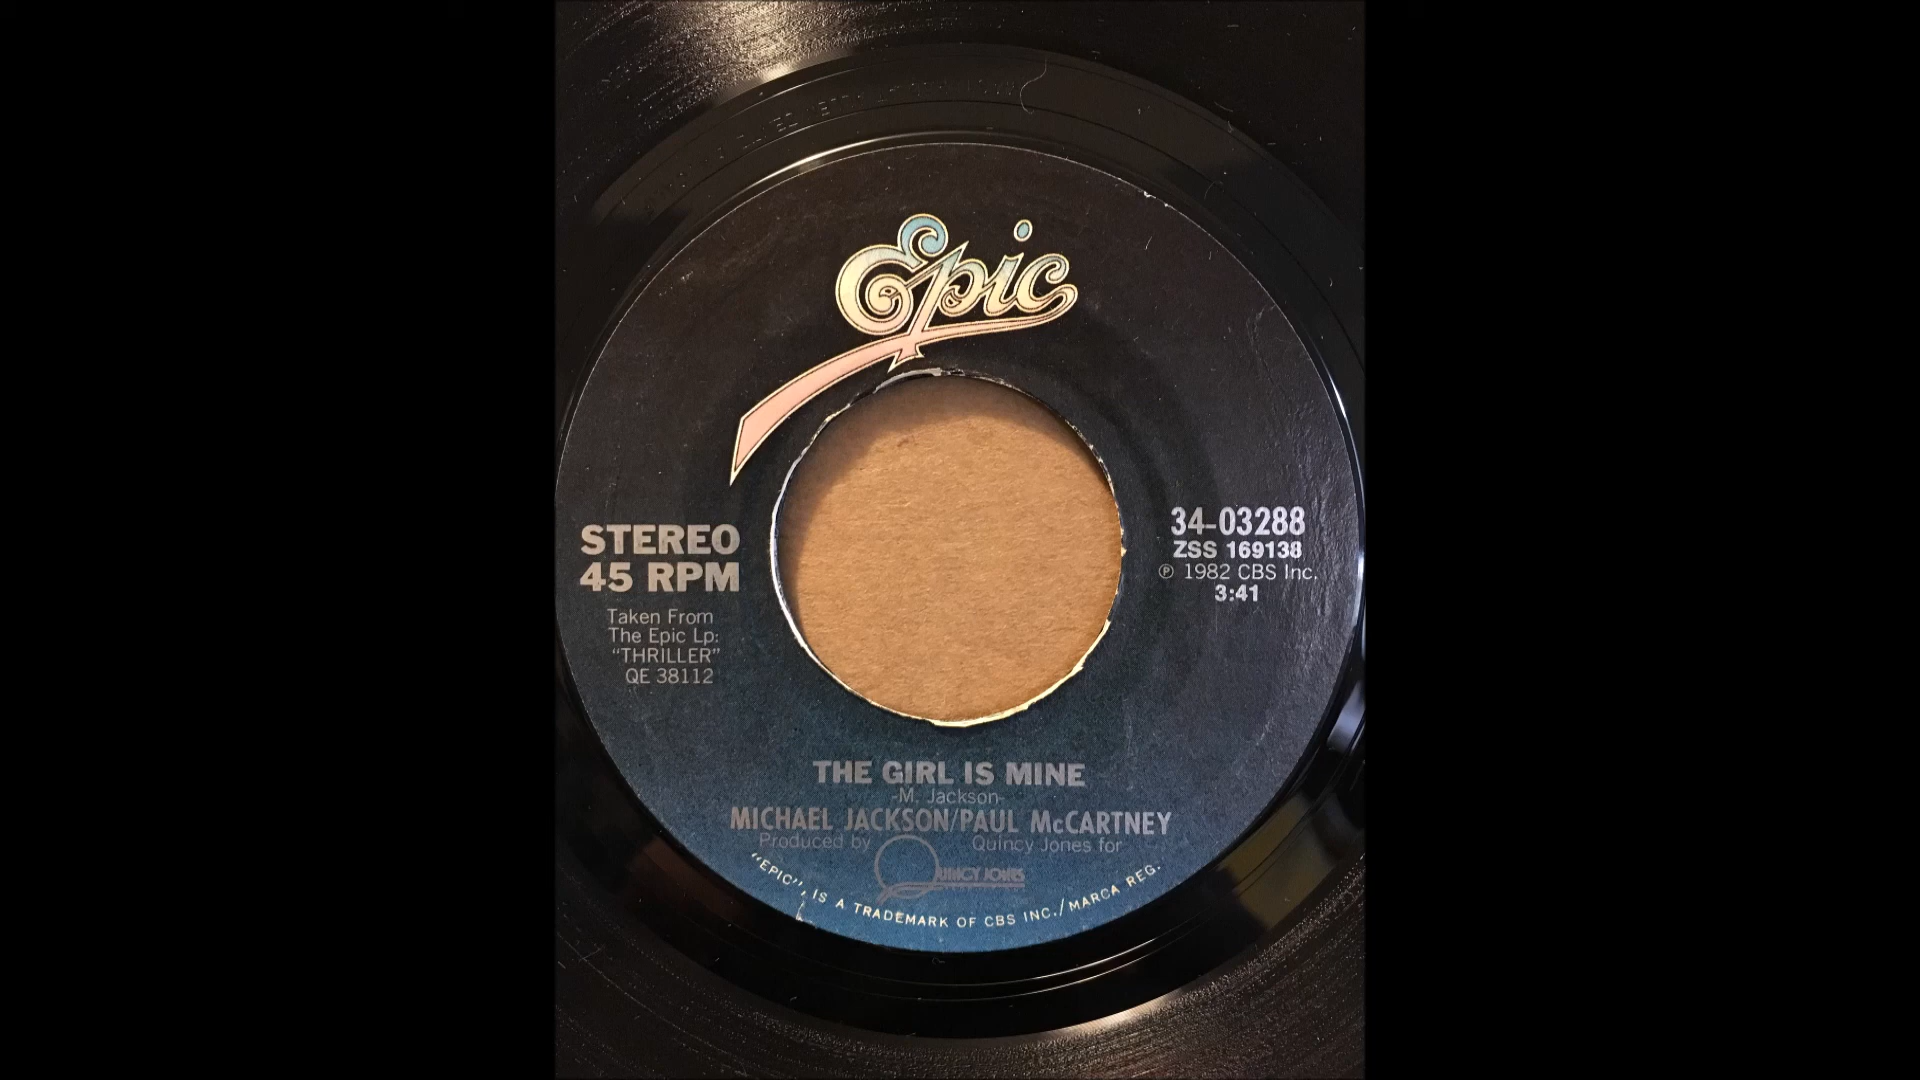 Epic
STEREO
45 RPM
Taken From
The Epic Lp:
“THRILLER”
QE 38112
34-03288
ZSS 169138
℗ 1982 CBS Inc.
3:41
THE GIRL IS MINE
-M. Jackson-
MICHAEL JACKSON/PAUL McCARTNEY
Produced by Quincy Jones for
QUINCY JONES
“EPIC”, IS A TRADEMARK OF CBS INC./MARCA REG.